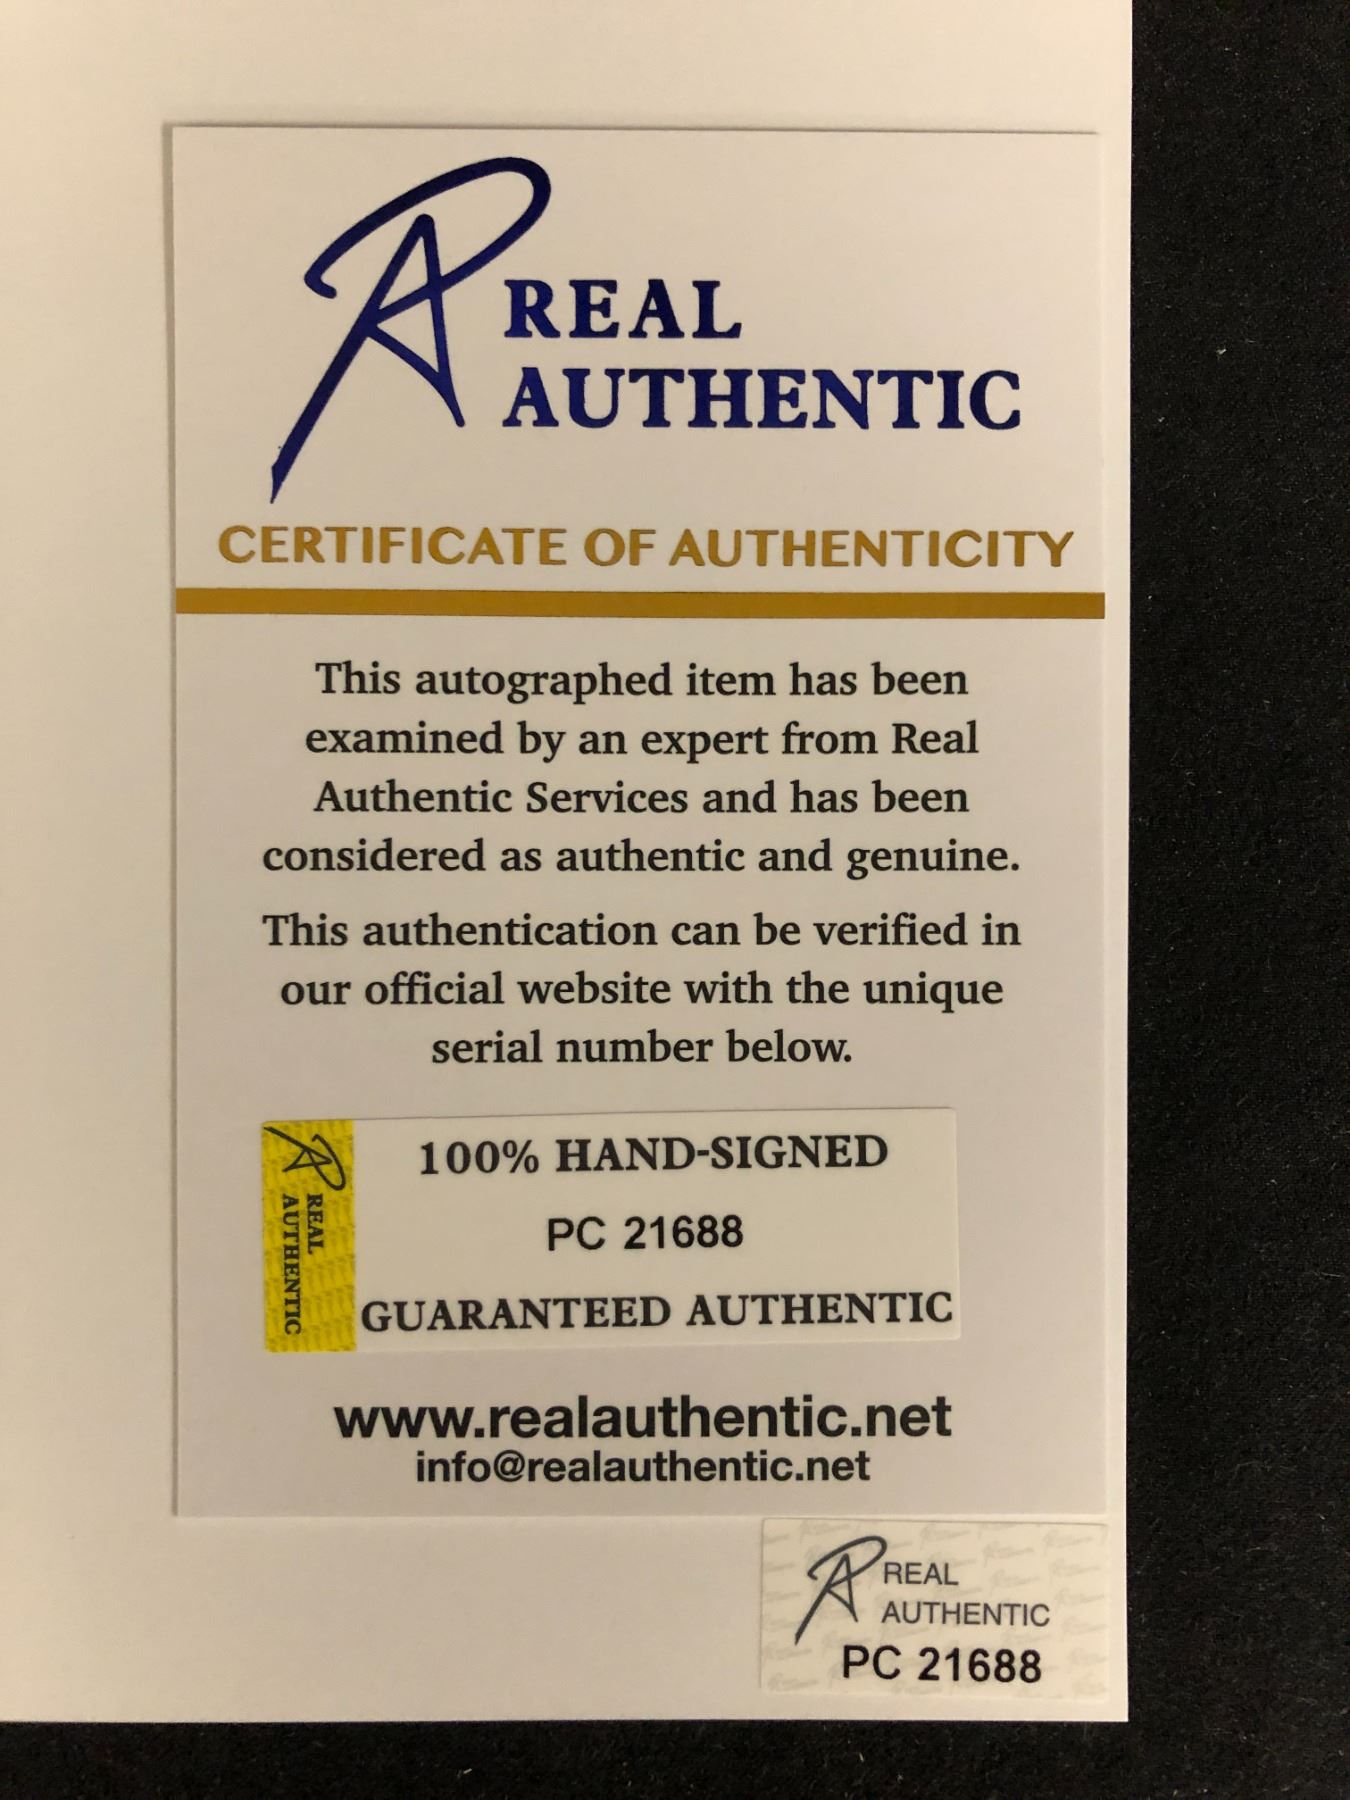 REAL
AUTHENTIC
CERTIFICATE OF AUTHENTICITY
This autographed item has been
examined by an expert from Real
Authentic Services and has been
considered as authentic and genuine.
This authentication can be verified in
our official website with the unique
serial number below.
REAL
AUTHENTIC
100% HAND-SIGNED
PC 21688
GUARANTEED AUTHENTIC
www.realauthentic.net
info@realauthentic.net
REAL
AUTHENTIC
PC 21688